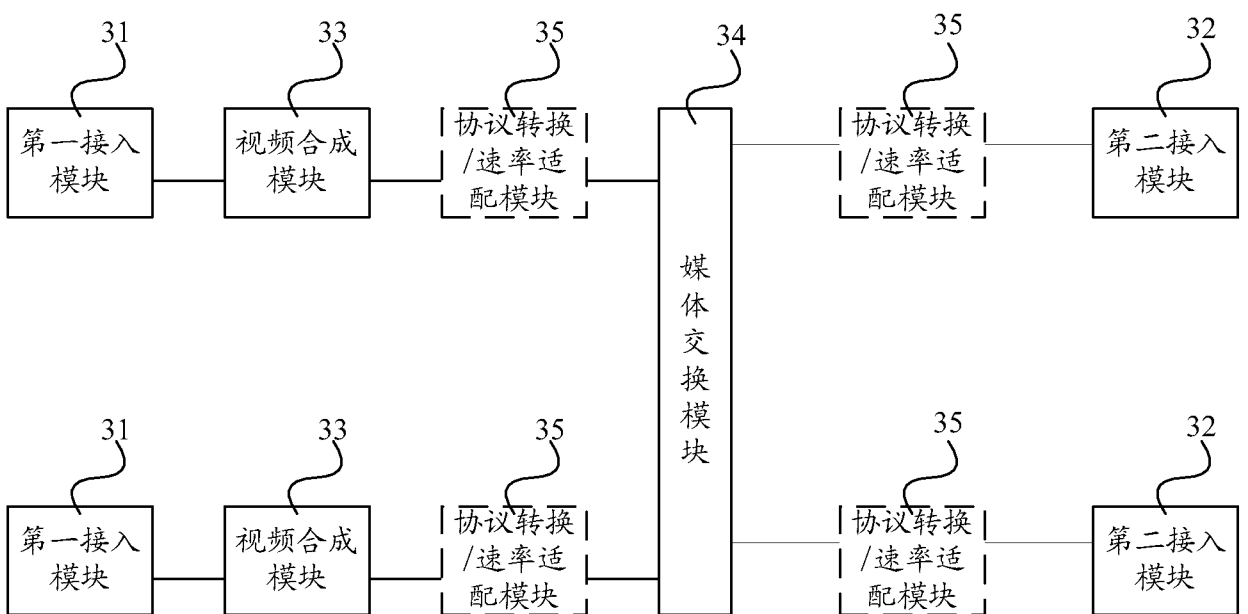 31
33
35
34
35
32
第一接入
模块
视频合成
模块
协议转换
/速率适
配模块
协议转换
/速率适
配模块
第二接入
模块
媒
体
交
换
模
块
31
33
35
35
32
第一接入
模块
视频合成
模块
协议转换
/速率适
配模块
协议转换
/速率适
配模块
第二接入
模块